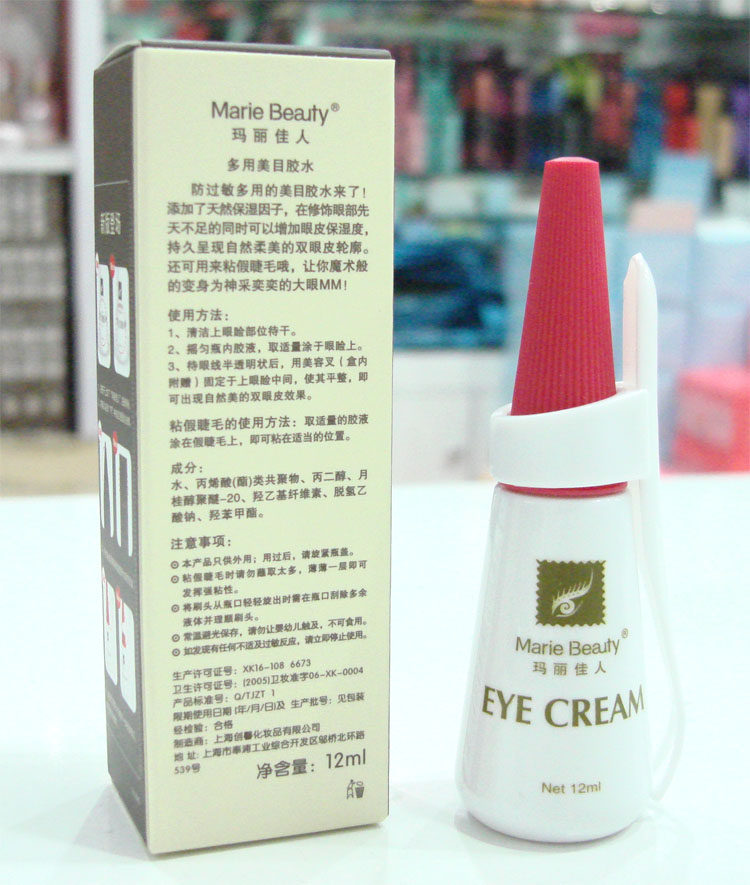 Marie Beauty®
玛丽佳人
多用美目胶水
防过敏多用的美目胶水来了！
添加了天然保湿因子，在修饰眼部先
天不足的同时可以增加眼皮保湿度，
持久呈现自然柔美的双眼皮轮廓。
还可用来粘假睫毛哦，让你魔术般
的变身为神采奕奕的大眼MM！
使用方法：
1、清洁上眼睑部位待干。
2、摇匀瓶内胶液，取适量涂于眼睑上。
3、待眼线半透明状后，用美容叉（盒内
附赠）固定于上眼睑中间，使其平整，即
可出现自然美的双眼皮效果。
粘假睫毛的使用方法：取适量的胶液
涂在假睫毛上，即可粘在适当的位置。
成分：
水、丙烯酸(酯)类共聚物、丙二醇、月
桂醇聚醚-20、羟乙基纤维素、脱氢乙
酸钠、羟苯甲酯。
注意事项：
◎ 本产品只供外用；用过后，请旋紧瓶盖。
◎ 粘假睫毛时请勿蘸取太多，薄薄一层即可
发挥强粘性。
◎ 将刷头从瓶口轻轻旋出时需在瓶口刮除多余
液体并理顺刷头。
◎ 常温避光保存，请勿让婴幼儿触及，不可食用。
◎ 如发现有任何不适及过敏反应，请立即停止使用。
生产许可证号：XK16-108 6673
卫生许可证号：(2005)卫妆准字06-XK-0004
产品标准号：Q/TJZT 1
限期使用日期(年/月/日)及 生产批号：见包装
经检验：合格
制造商：上海创馨化妆品有限公司
地 址：上海市奉浦工业综合开发区邬桥北环路
539号
净含量：12ml
新版登场
Marie Beauty®
玛丽佳人
EYE CREAM
Net 12ml